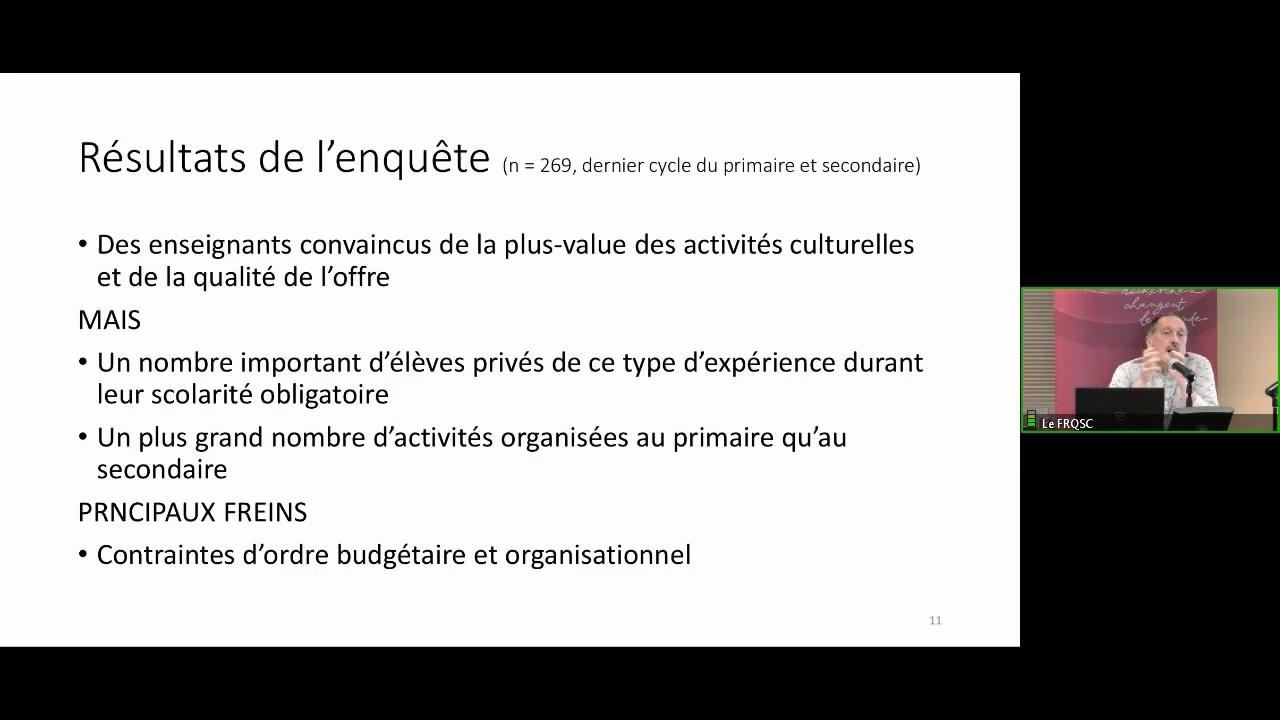 Résultats de l’enquête (n = 269, dernier cycle du primaire et secondaire)
• Des enseignants convaincus de la plus-value des activités culturelles
et de la qualité de l’offre
MAIS
• Un nombre important d’élèves privés de ce type d’expérience durant
leur scolarité obligatoire
• Un plus grand nombre d’activités organisées au primaire qu’au
secondaire
PRNCIPAUX FREINS
• Contraintes d’ordre budgétaire et organisationnel
11
changent
Le FRQSC